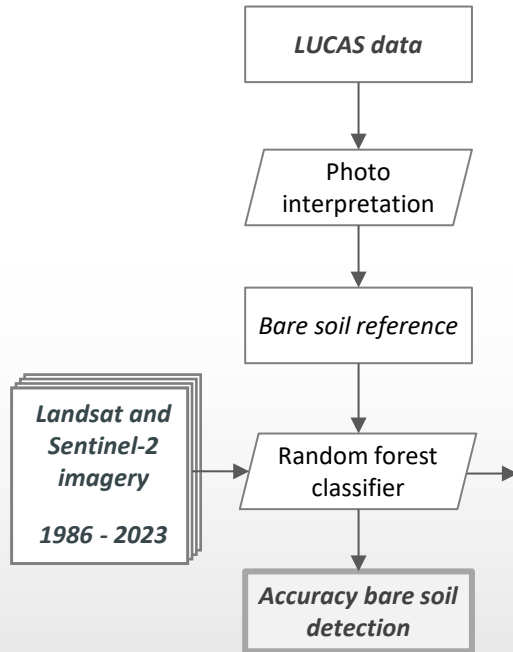 LUCAS data
Photo
interpretation
Bare soil reference
Landsat and
Sentinel-2
imagery
1986 - 2023
Random forest
classifier
Accuracy bare soil
detection